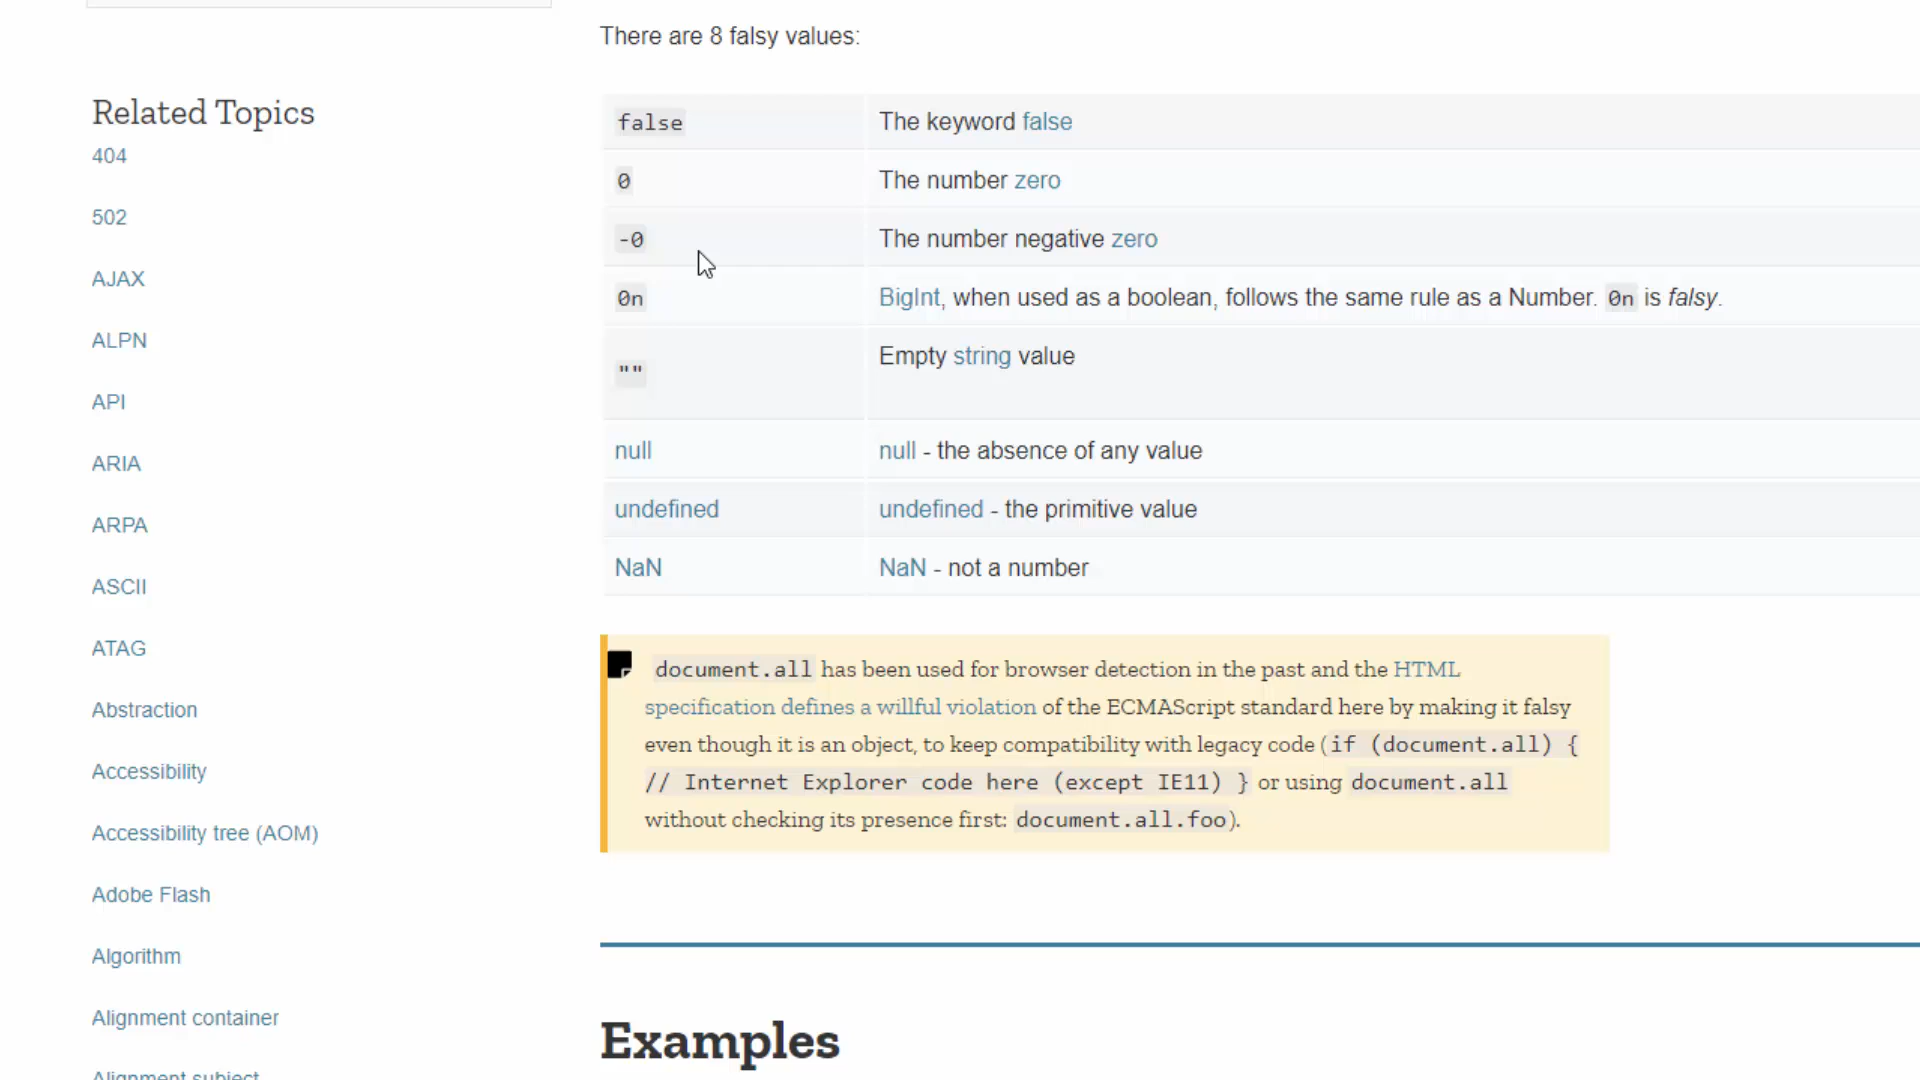 There are 8 falsy values:
Related Topics
404
502
AJAX
ALPN
API
ARIA
ARPA
ASCII
ATAG
Abstraction
Accessibility
Accessibility tree (AOM)
Adobe Flash
Algorithm
Alignment container
Alignment subject
false The keyword false
0 The number zero
-0 The number negative zero
0n BigInt, when used as a boolean, follows the same rule as a Number. 0n is falsy.
"" Empty string value
null null - the absence of any value
undefined undefined - the primitive value
NaN NaN - not a number
document.all has been used for browser detection in the past and the HTML
specification defines a willful violation of the ECMAScript standard here by making it falsy
even though it is an object, to keep compatibility with legacy code (if (document.all) {
// Internet Explorer code here (except IE11) } or using document.all
without checking its presence first: document.all.foo).
Examples